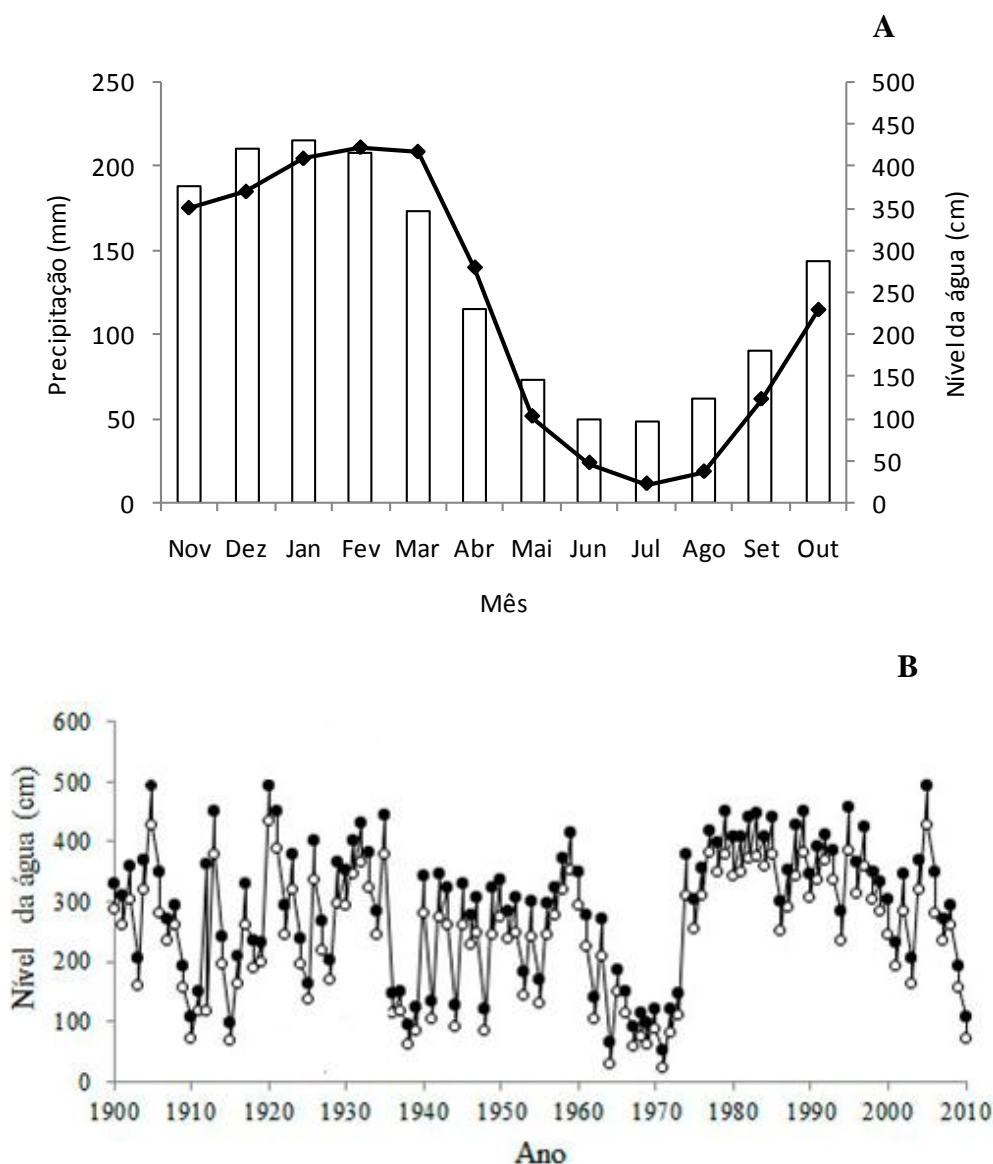 A
Precipitação (mm)
250
200
150
100
50
0
Nível da água (cm)
500
450
400
350
300
250
200
150
100
50
0
Nov Dez Jan Fev Mar Abr Mai Jun Jul Ago Set Out
Mês
B
Nível da água (cm)
600
500
400
300
200
100
0
1900 1910 1920 1930 1940 1950 1960 1970 1980 1990 2000 2010
Ano